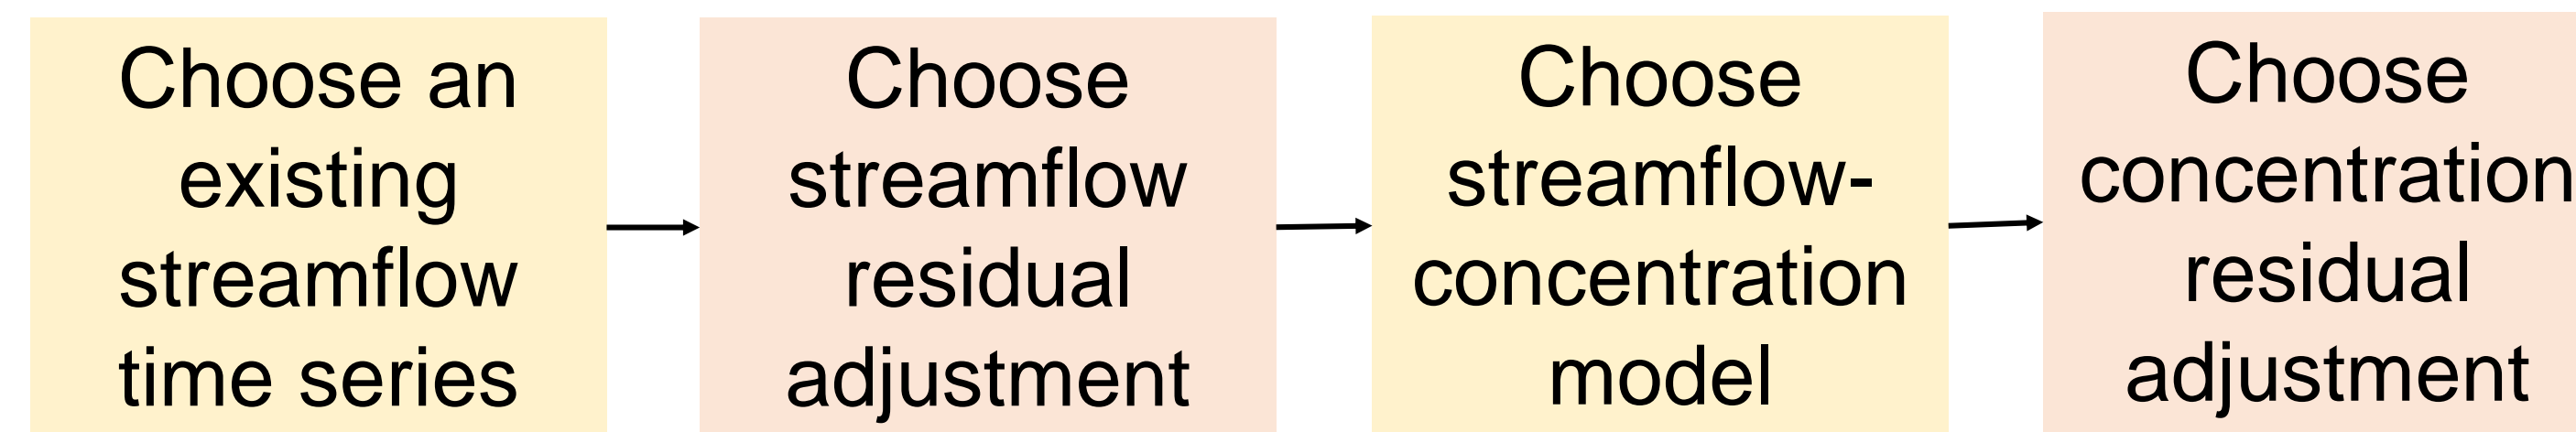 Choose an
existing
streamflow
time series
Choose
streamflow
residual
adjustment
Choose
streamflow-
concentration
model
Choose
concentration
residual
adjustment